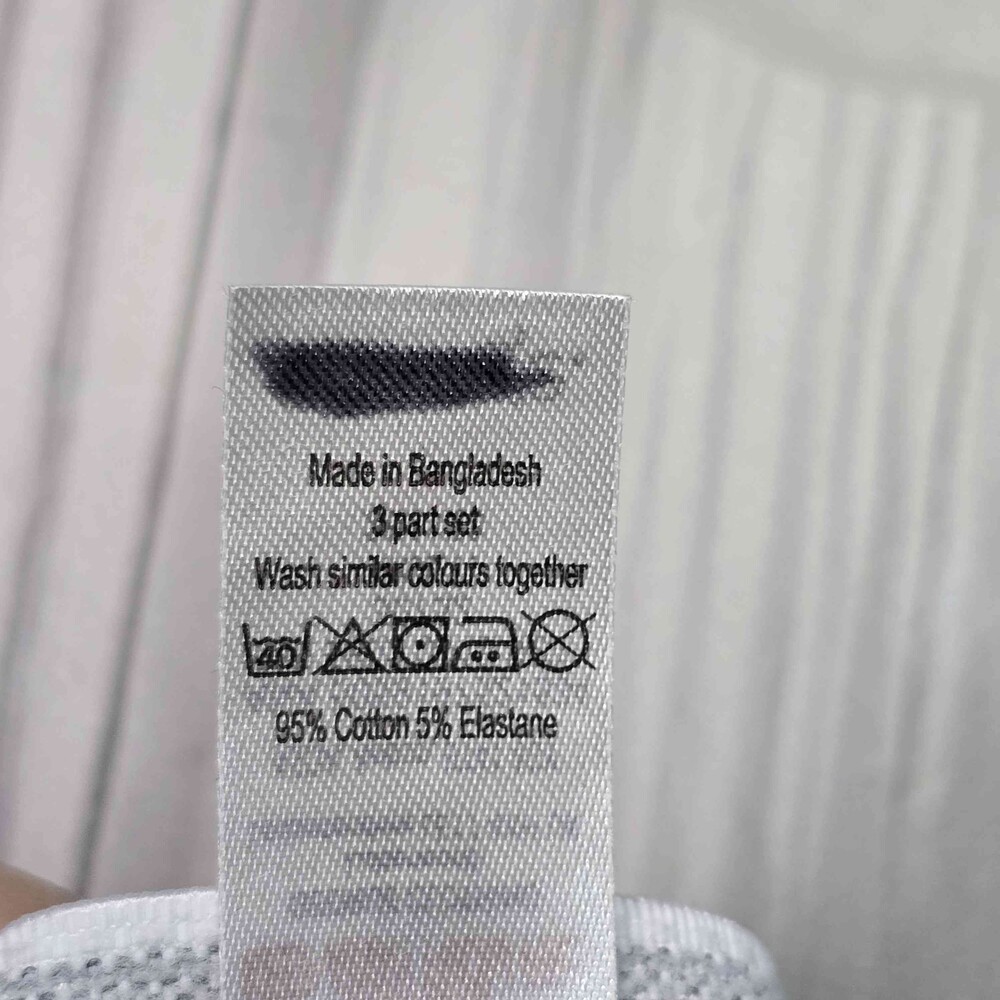 Made in Bangladesh
3 part set
Wash similar colours together
40
95% Cotton 5% Elastane